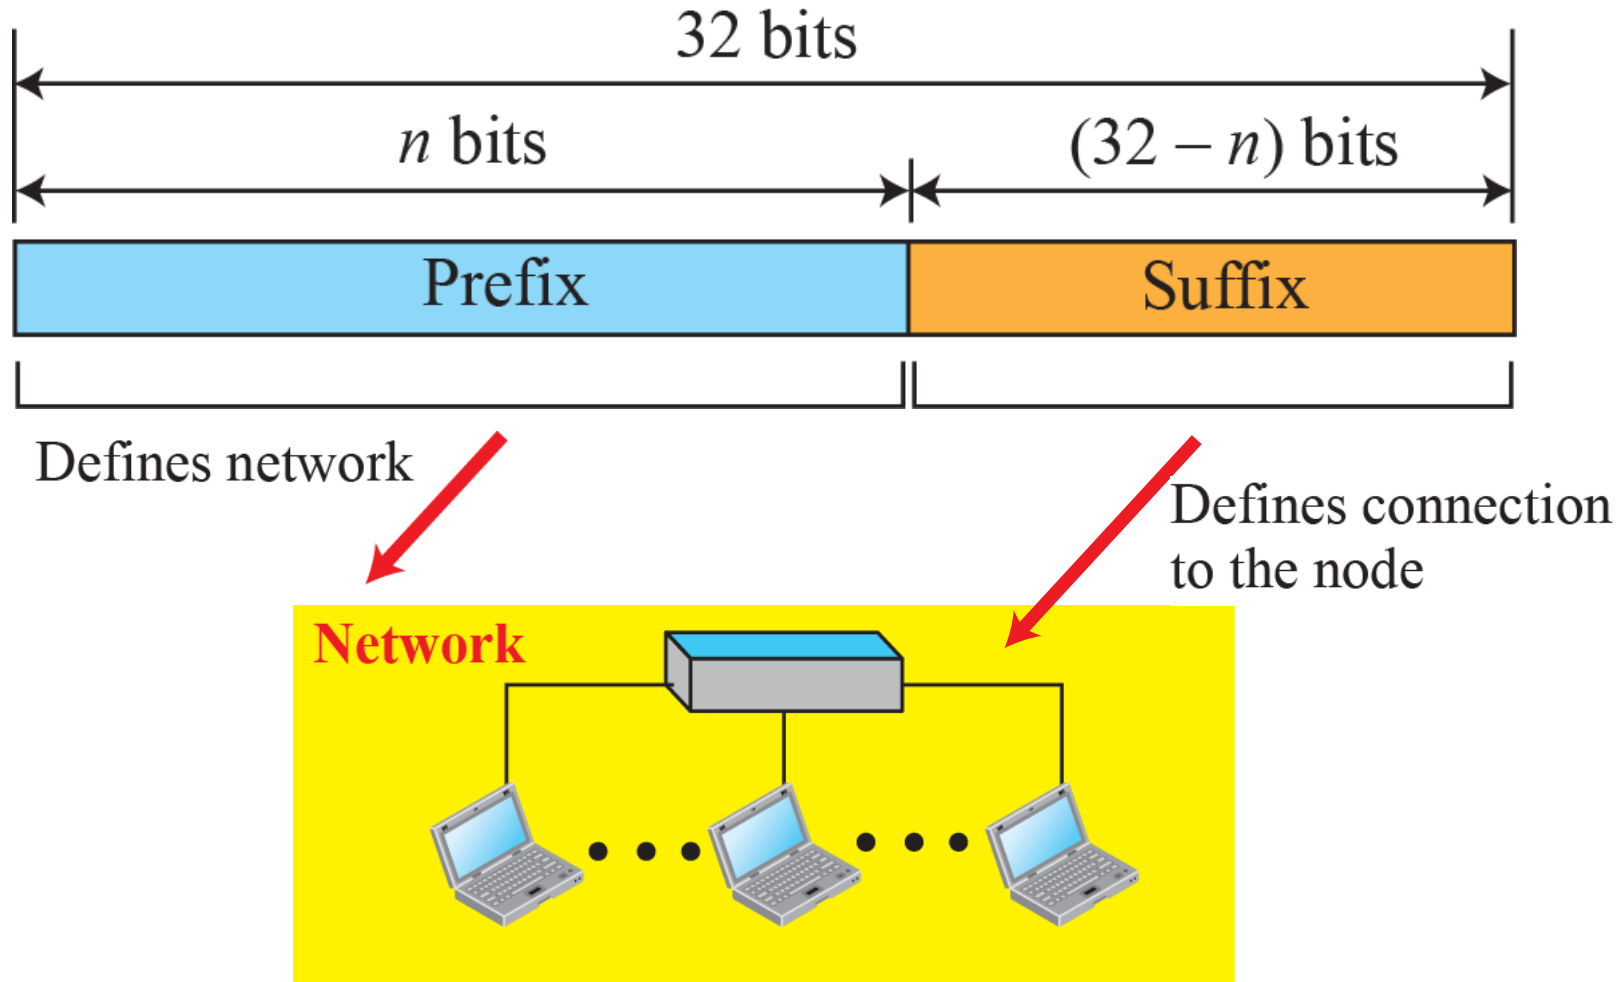 32 bits
n bits
(32 – n) bits
Prefix
Suffix
Defines network
Defines connection
to the node
Network